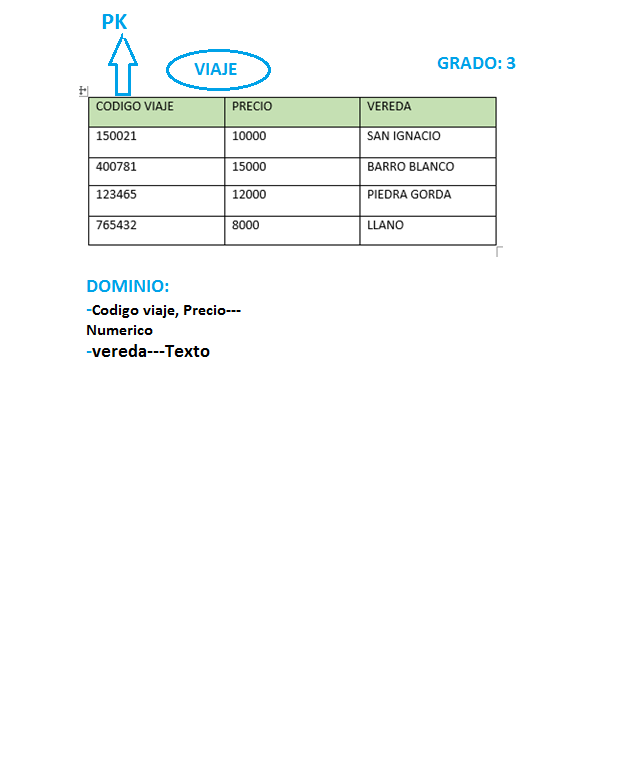 PK
VIAJE
GRADO: 3
CODIGO VIAJE PRECIO VEREDA
150021 10000 SAN IGNACIO
400781 15000 BARRO BLANCO
123465 12000 PIEDRA GORDA
765432 8000 LLANO
DOMINIO:
-Codigo viaje, Precio---
Numerico
-vereda---Texto